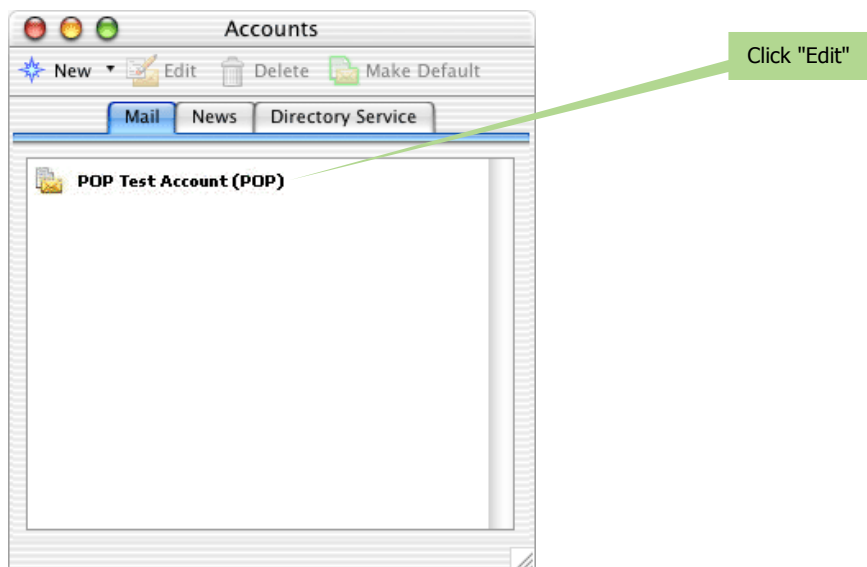 Accounts
Click "Edit"
New Edit Delete Make Default
Mail News Directory Service
POP Test Account (POP)